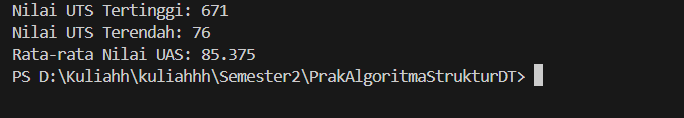 Nilai UTS Tertinggi: 671
Nilai UTS Terendah: 76
Rata-rata Nilai UAS: 85.375
PS D:\Kuliahh\kuliahhh\Semester2\PrakAlgoritmaStrukturDT>